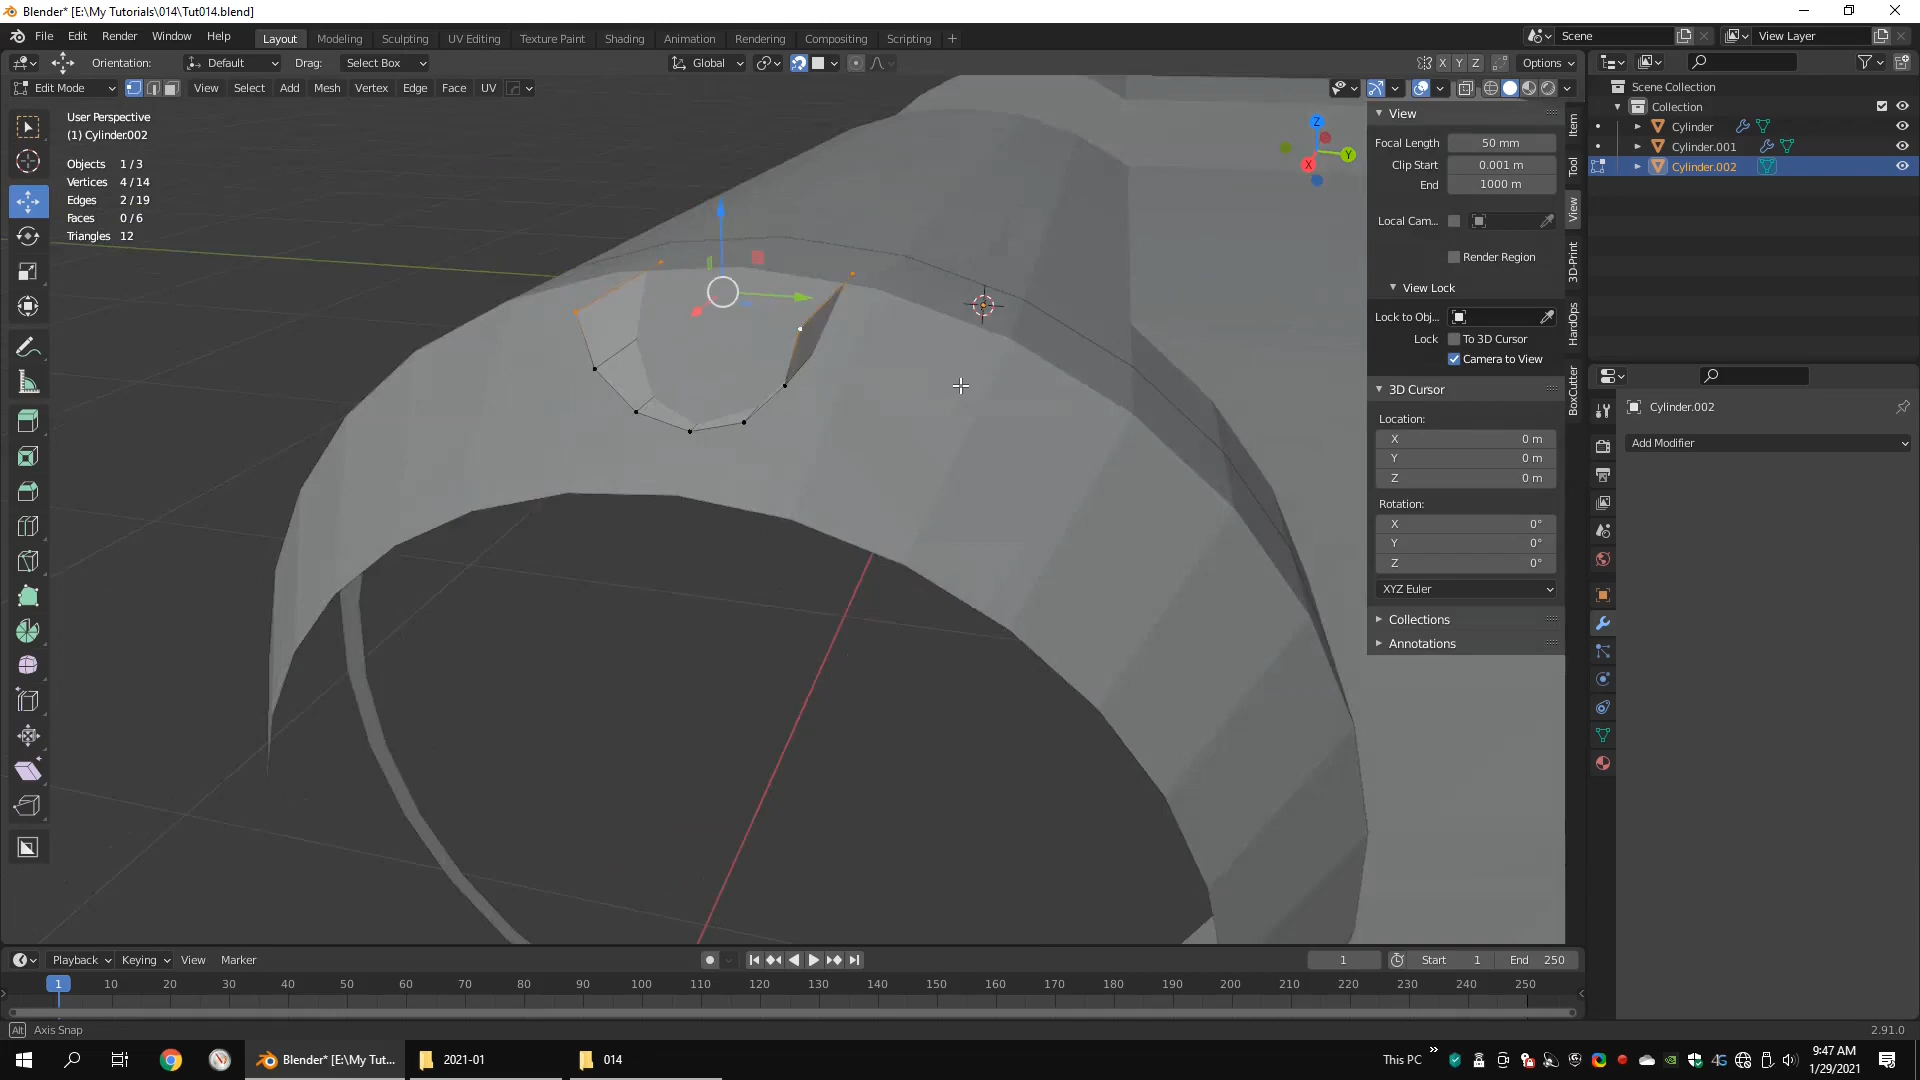 Blender* [E:\My Tutorials\014\Tut014.blend]
File Edit Render Window Help Layout Modeling Sculpting UV Editing Texture Paint Shading Animation Rendering Compositing Scripting + Scene View Layer
Orientation: Default Drag: Select Box Global X Y Z Options
Edit Mode View Select Add Mesh Vertex Edge Face UV
User Perspective
(1) Cylinder.002
Objects 1/3
Vertices 4/14
Edges 2/19
Faces 0/6
Triangles 12
Z
Y
X
View
Focal Length 50 mm
Clip Start 0.001 m
End 1000 m
Local Cam...
Render Region
View Lock
Lock to Obj...
Lock To 3D Cursor
Camera to View
3D Cursor
Location:
X 0 m
Y 0 m
Z 0 m
Rotation:
X 0°
Y 0°
Z 0°
XYZ Euler
Collections
Annotations
Item
Tool
View
3D-Print
HardOps
BoxCutter
Scene Collection
Collection
Cylinder
Cylinder.001
Cylinder.002
Cylinder.002
Add Modifier
Playback Keying View Marker 1 Start 1 End 250
1 10 20 30 40 50 60 70 80 90 100 110 120 130 140 150 160 170 180 190 200 210 220 230 240 250
Alt Axis Snap 2.91.0
Blender* [E:\My Tut... 2021-01 014 This PC 4G 9:47 AM
1/29/2021